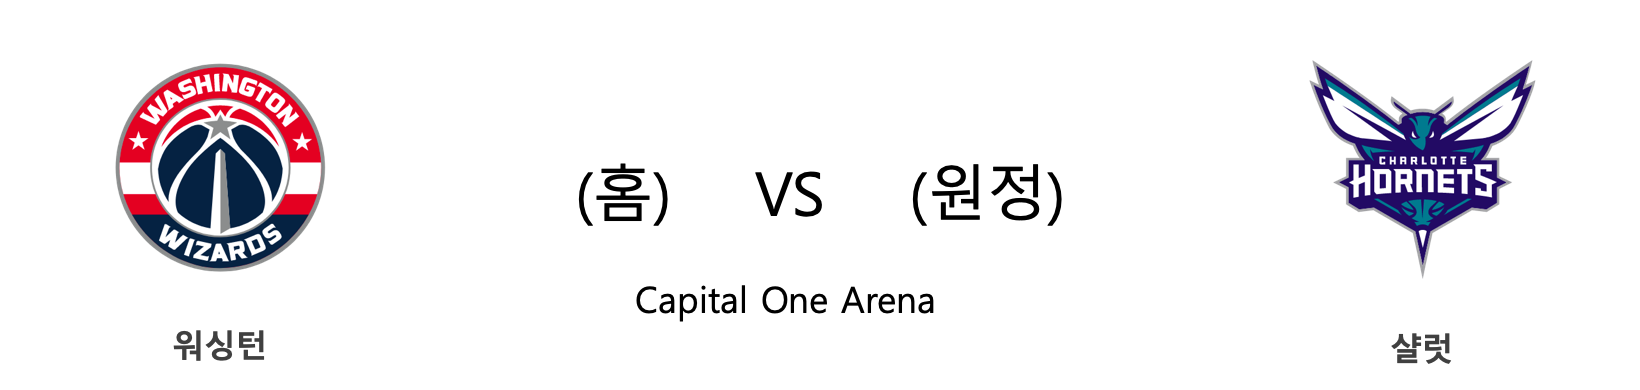 WASHINGTON
WIZARDS
(홈) VS (원정)
CHARLOTTE
HORNETS
Capital One Arena
워싱턴
샬럿